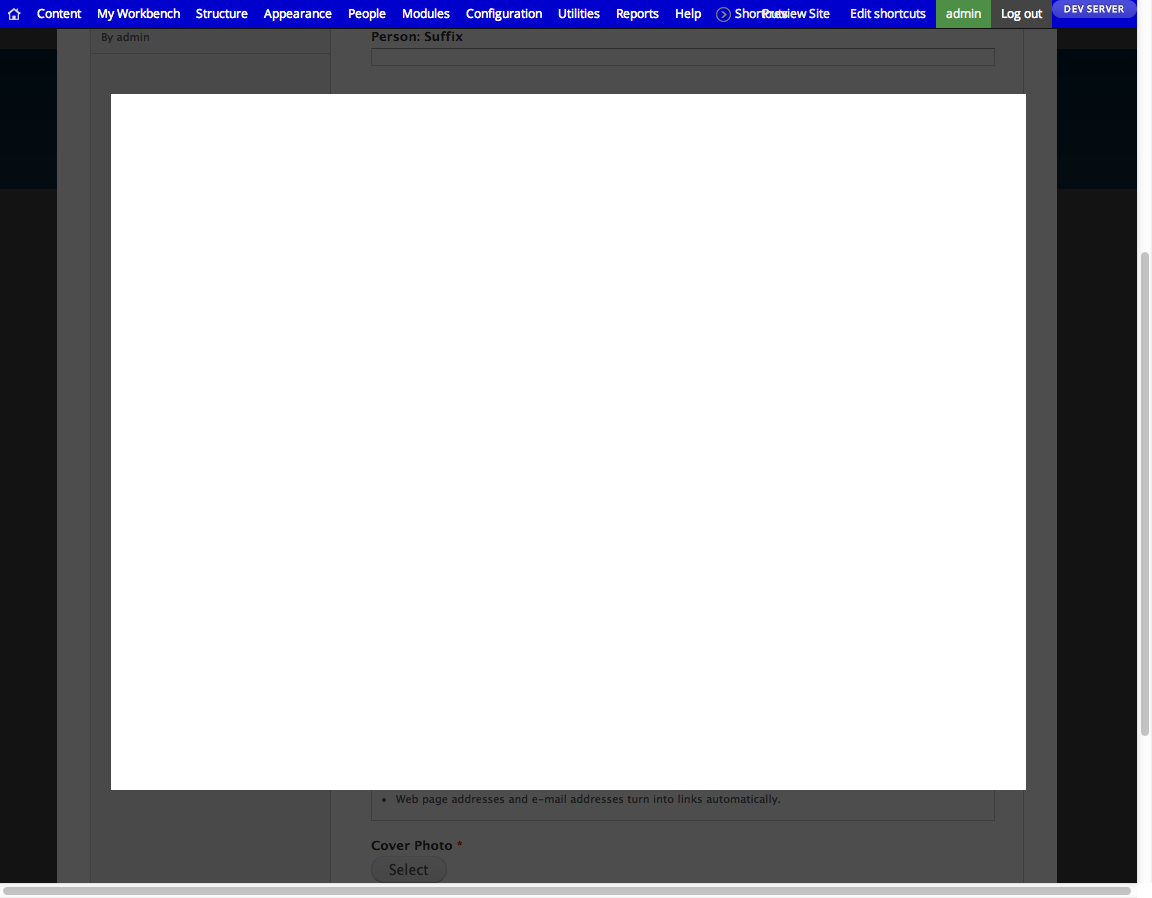 Content My Workbench Structure Appearance People Modules Configuration Utilities Reports Help Shortcuts Preview Site Edit shortcuts admin Log out DEV SERVER
By admin
Person: Suffix
Web page addresses and e-mail addresses turn into links automatically.
Cover Photo *
Select